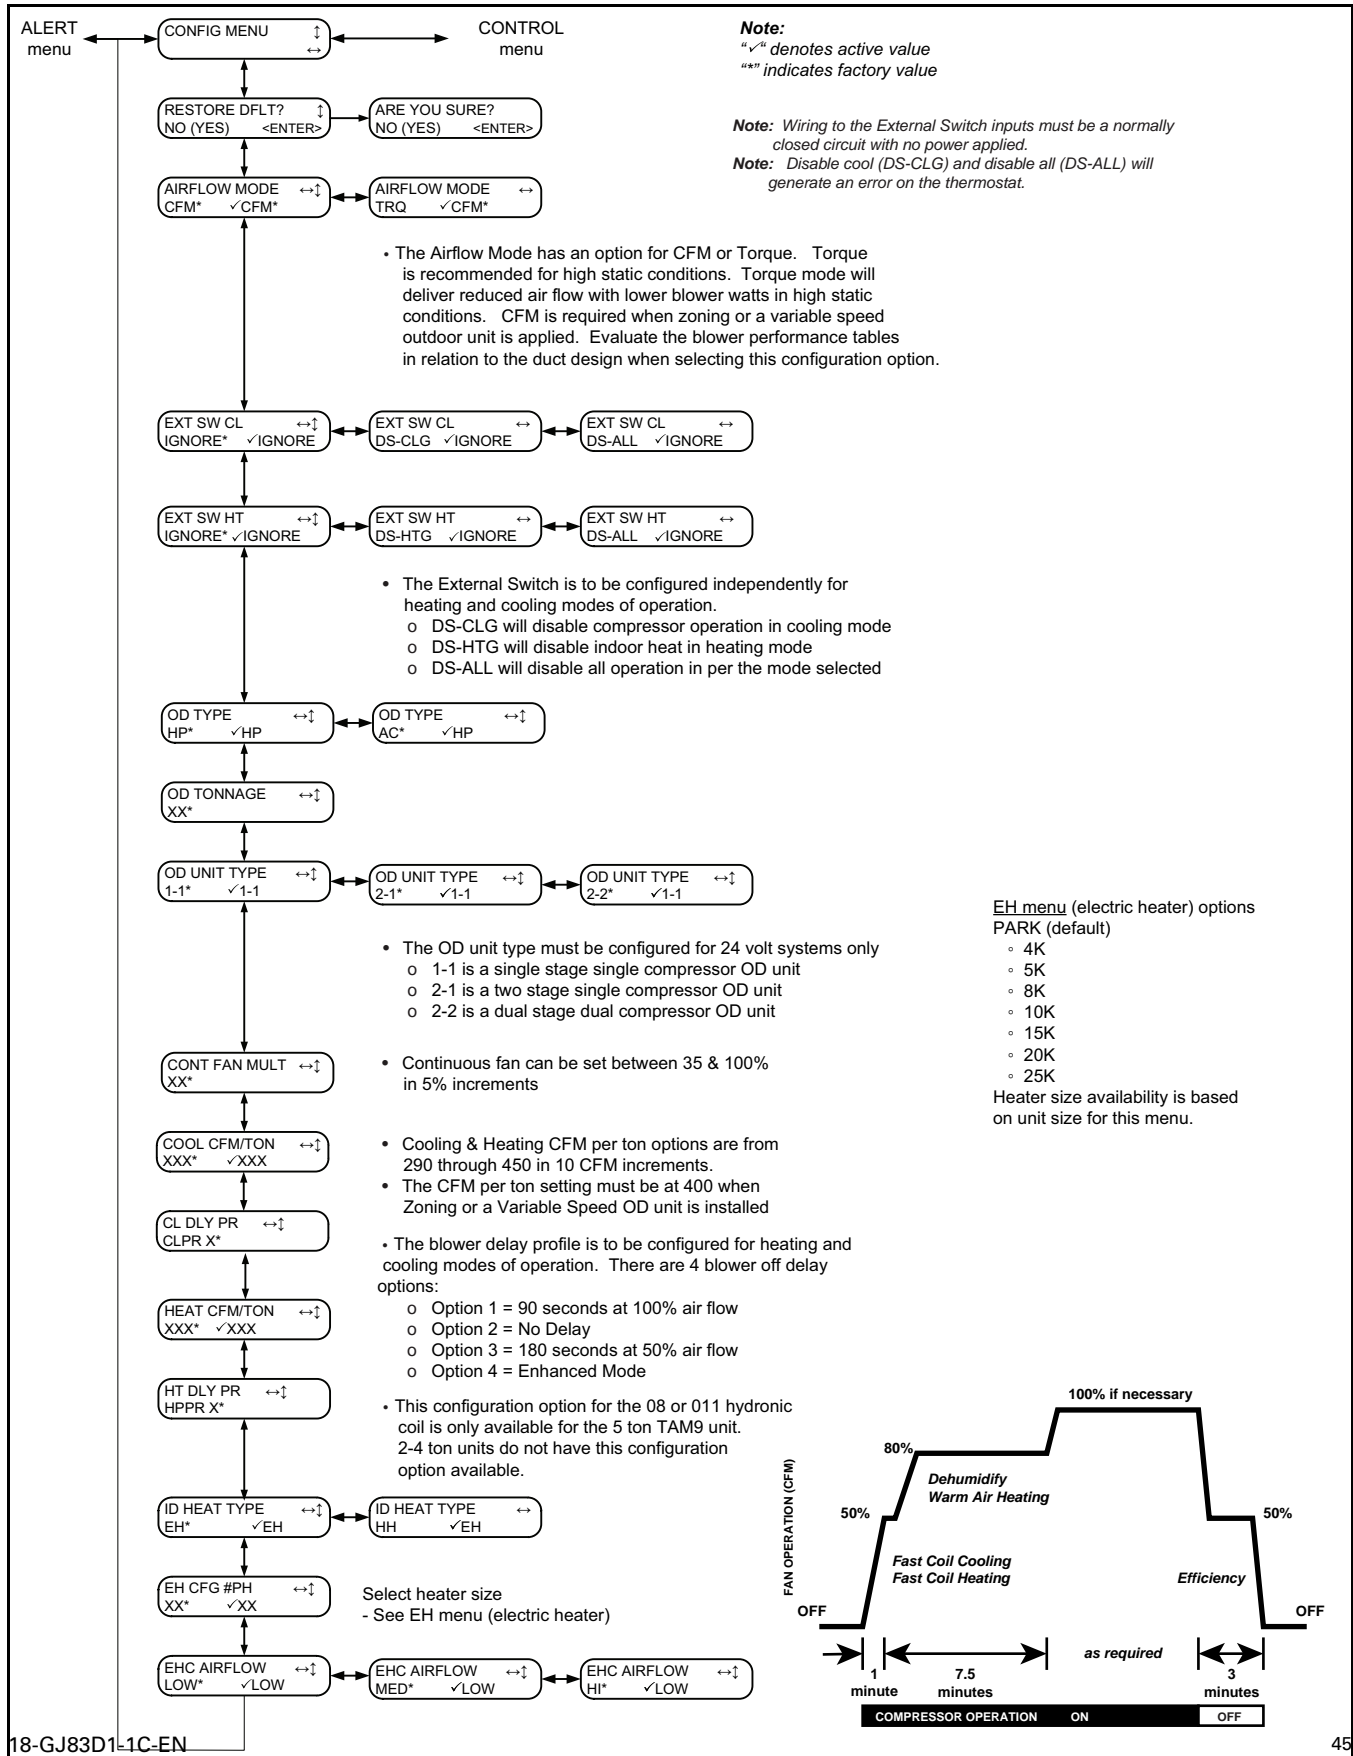 ALERT
menu
CONFIG MENU ↕
↔
CONTROL
menu
Note:
“✓“ denotes active value
“*” indicates factory value
RESTORE DFLT? ↕
NO (YES) <ENTER>
ARE YOU SURE?
NO (YES) <ENTER>
Note: Wiring to the External Switch inputs must be a normally
closed circuit with no power applied.
Note: Disable cool (DS-CLG) and disable all (DS-ALL) will
generate an error on the thermostat.
AIRFLOW MODE ↔↕
CFM* ✓CFM*
AIRFLOW MODE ↔
TRQ ✓CFM*
• The Airflow Mode has an option for CFM or Torque. Torque
is recommended for high static conditions. Torque mode will
deliver reduced air flow with lower blower watts in high static
conditions. CFM is required when zoning or a variable speed
outdoor unit is applied. Evaluate the blower performance tables
in relation to the duct design when selecting this configuration option.
EXT SW CL ↔↕
IGNORE* ✓IGNORE
EXT SW CL ↔
DS-CLG ✓IGNORE
EXT SW CL ↔
DS-ALL ✓IGNORE
EXT SW HT ↔↕
IGNORE* ✓IGNORE
EXT SW HT ↔
DS-HTG ✓IGNORE
EXT SW HT ↔
DS-ALL ✓IGNORE
• The External Switch is to be configured independently for
heating and cooling modes of operation.
o DS-CLG will disable compressor operation in cooling mode
o DS-HTG will disable indoor heat in heating mode
o DS-ALL will disable all operation in per the mode selected
OD TYPE ↔↕
HP* ✓HP
OD TYPE ↔↕
AC* ✓HP
OD TONNAGE ↔↕
XX*
OD UNIT TYPE ↔↕
1-1* ✓1-1
OD UNIT TYPE ↔↕
2-1* ✓1-1
OD UNIT TYPE ↔↕
2-2* ✓1-1
• The OD unit type must be configured for 24 volt systems only
o 1-1 is a single stage single compressor OD unit
o 2-1 is a two stage single compressor OD unit
o 2-2 is a dual stage dual compressor OD unit
EH menu (electric heater) options
PARK (default)
◦ 4K
◦ 5K
◦ 8K
◦ 10K
◦ 15K
◦ 20K
◦ 25K
Heater size availability is based
on unit size for this menu.
CONT FAN MULT ↔↕
XX*
• Continuous fan can be set between 35 & 100%
in 5% increments
COOL CFM/TON ↔↕
XXX* ✓XXX
• Cooling & Heating CFM per ton options are from
290 through 450 in 10 CFM increments.
• The CFM per ton setting must be at 400 when
Zoning or a Variable Speed OD unit is installed
CL DLY PR ↔↕
CLPR X*
• The blower delay profile is to be configured for heating and
cooling modes of operation. There are 4 blower off delay
options:
o Option 1 = 90 seconds at 100% air flow
o Option 2 = No Delay
o Option 3 = 180 seconds at 50% air flow
o Option 4 = Enhanced Mode
HEAT CFM/TON ↔↕
XXX* ✓XXX
HT DLY PR ↔↕
HPPR X*
• This configuration option for the 08 or 011 hydronic
coil is only available for the 5 ton TAM9 unit.
2-4 ton units do not have this configuration
option available.
ID HEAT TYPE ↔↕
EH* ✓EH
ID HEAT TYPE ↔
HH ✓EH
EH CFG #PH ↔↕
XX* ✓XX
Select heater size
- See EH menu (electric heater)
EHC AIRFLOW ↔↕
LOW* ✓LOW
EHC AIRFLOW ↔↕
MED* ✓LOW
EHC AIRFLOW ↔↕
HI* ✓LOW
FAN OPERATION (CFM)
100% if necessary
80%
Dehumidify
Warm Air Heating
50%
50%
Fast Coil Cooling
Fast Coil Heating
Efficiency
OFF
OFF
as required
1
minute
7.5
minutes
3
minutes
COMPRESSOR OPERATION ON OFF
18-GJ83D1-1C-EN
45